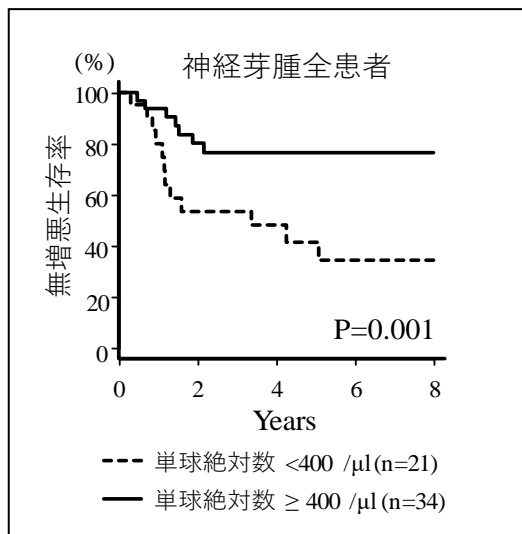 (%)
神経芽腫全患者
100
80
60
40
20
0
無増悪生存率
P=0.001
0 2 4 6 8
Years
単球絶対数 <400 /μl (n=21)
単球絶対数 ≥ 400 /μl (n=34)